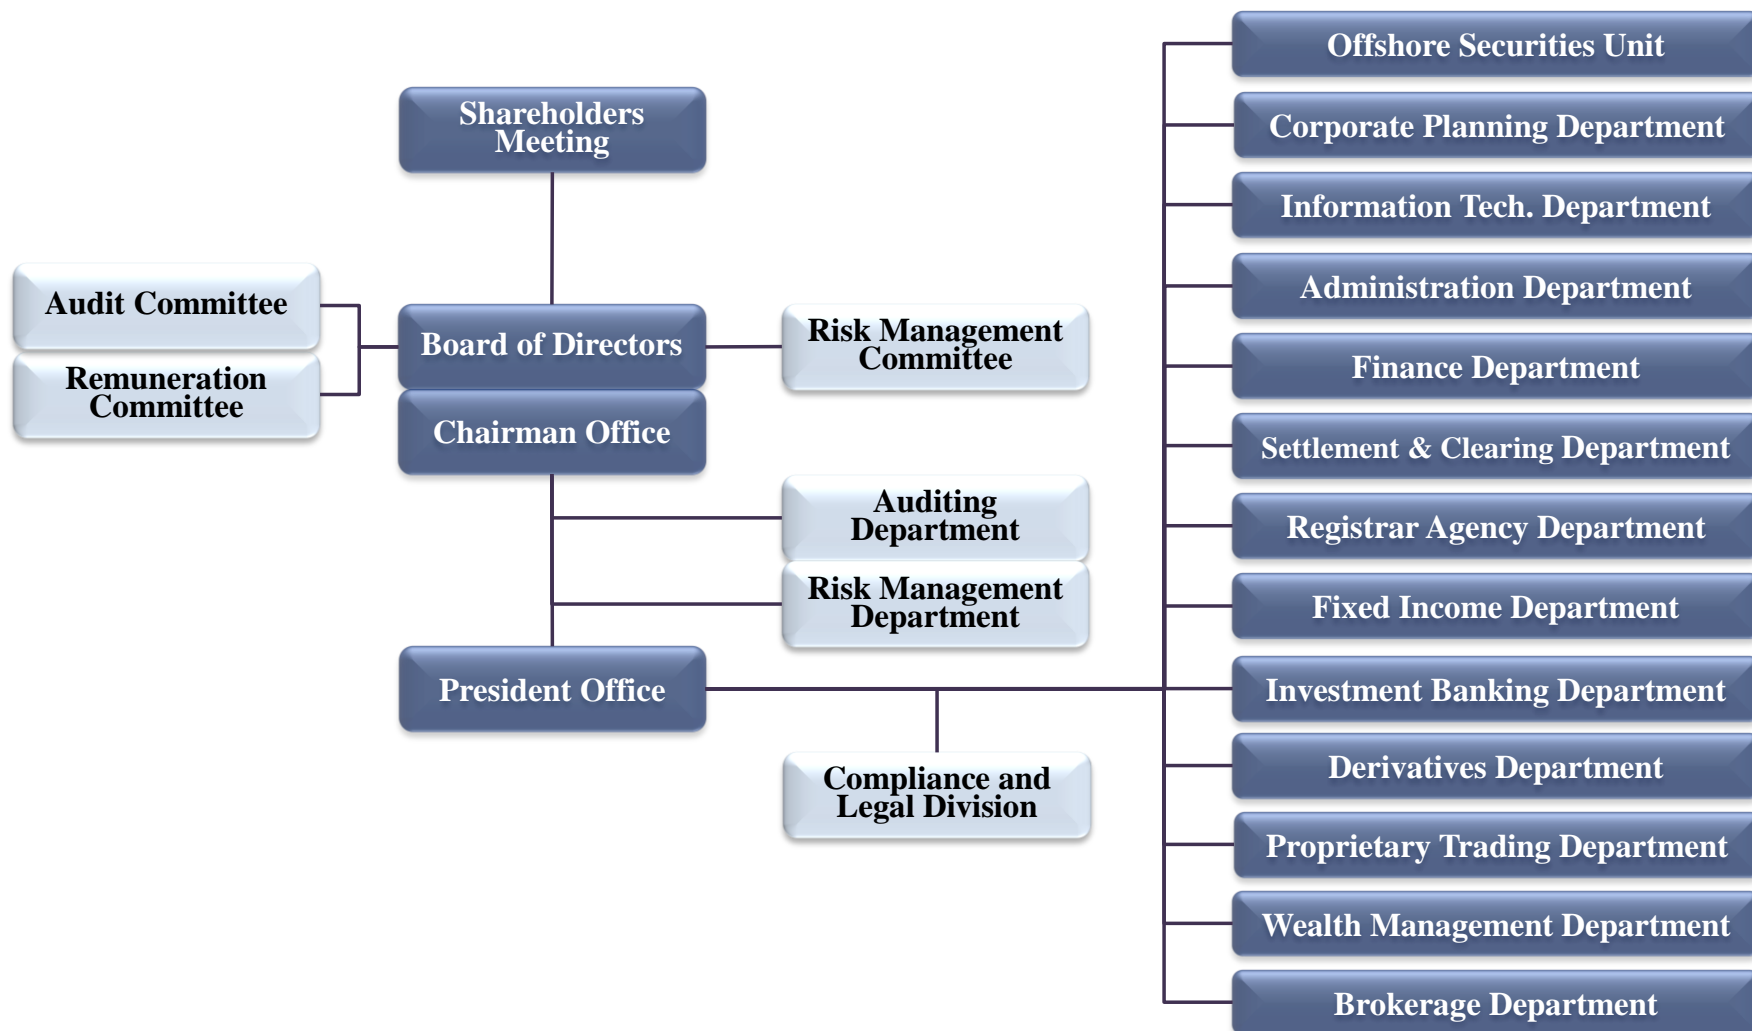 Shareholders
Meeting
Audit Committee
Remuneration
Committee
Board of Directors
Chairman Office
Risk Management
Committee
Auditing
Department
Risk Management
Department
President Office
Compliance and
Legal Division
Offshore Securities Unit
Corporate Planning Department
Information Tech. Department
Administration Department
Finance Department
Settlement & Clearing Department
Registrar Agency Department
Fixed Income Department
Investment Banking Department
Derivatives Department
Proprietary Trading Department
Wealth Management Department
Brokerage Department